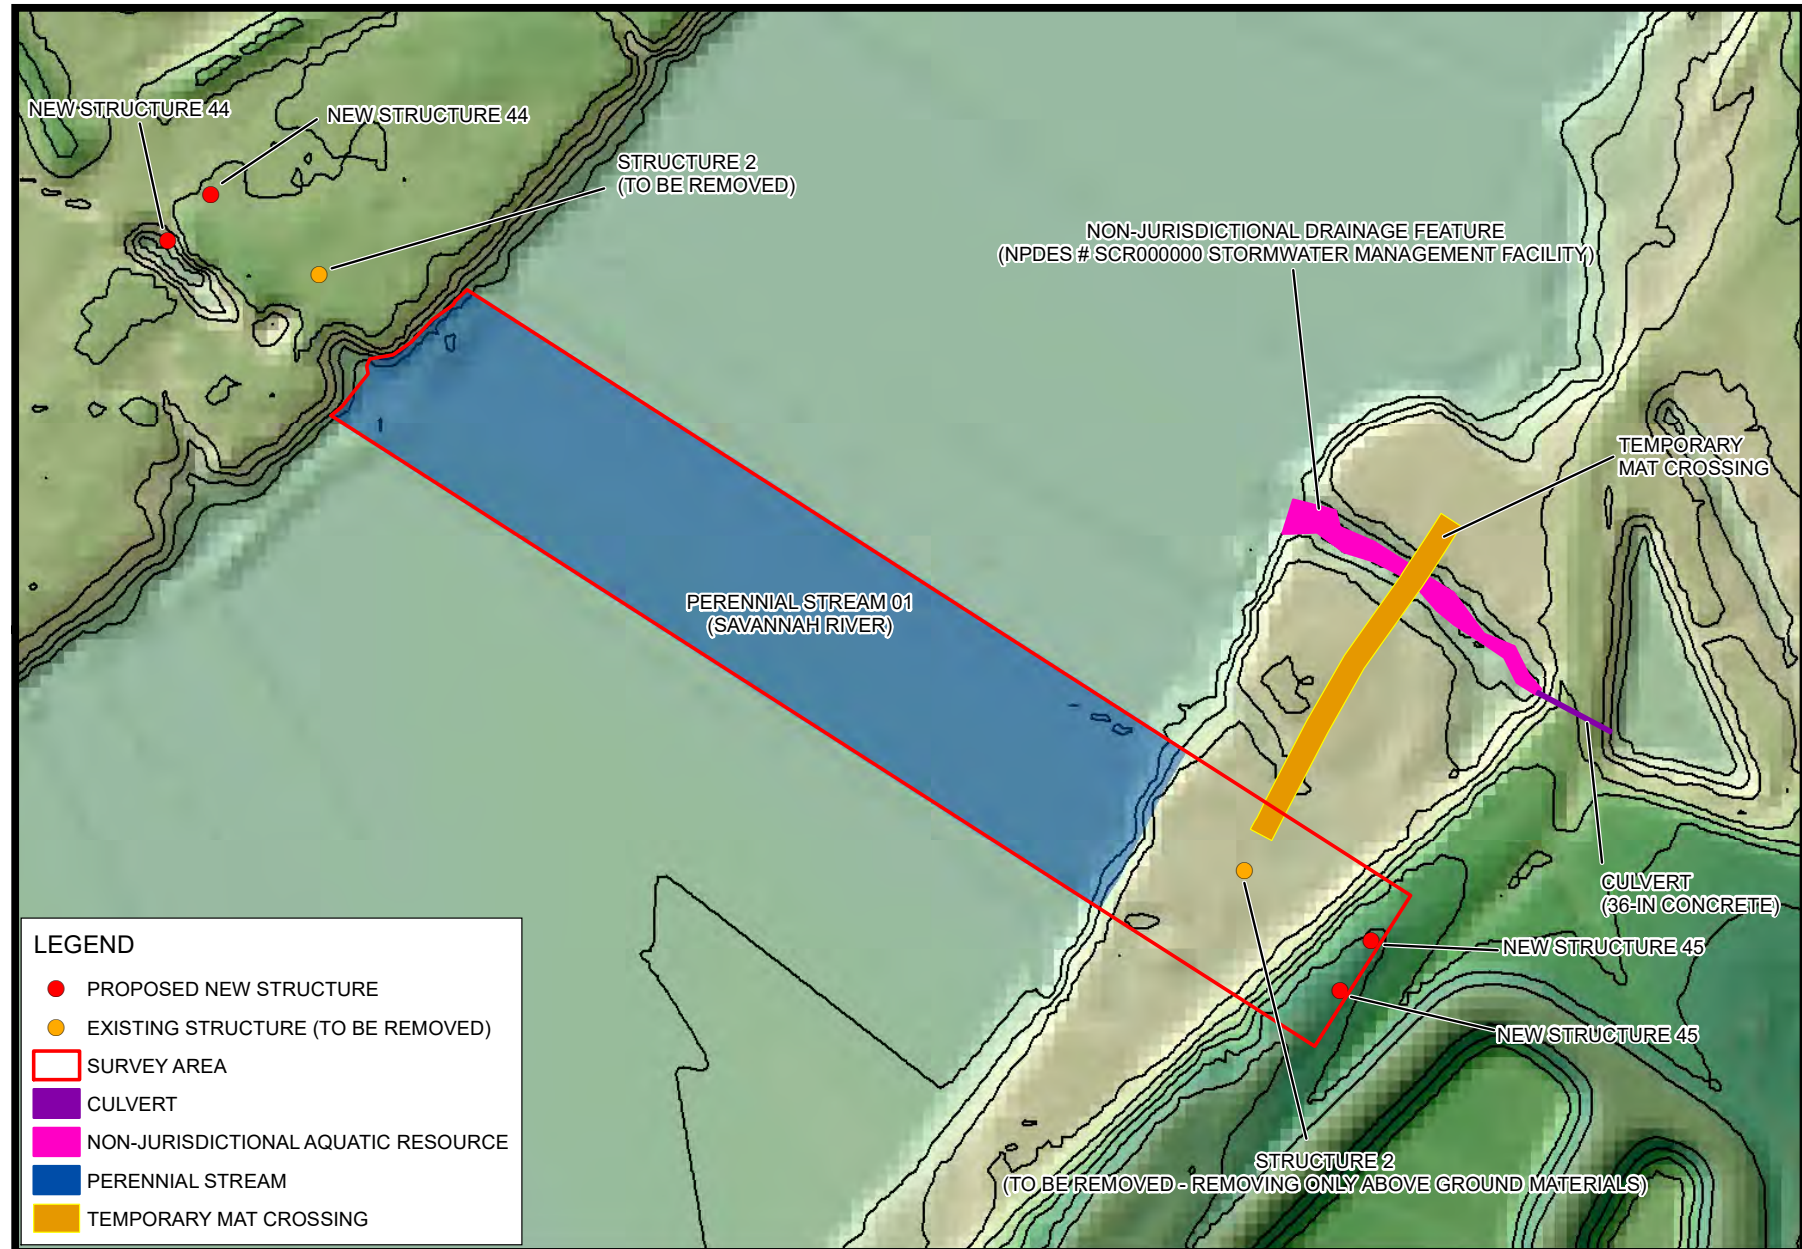 NEW STRUCTURE 44
NEW STRUCTURE 44
STRUCTURE 2
(TO BE REMOVED)
NON-JURISDICTIONAL DRAINAGE FEATURE
(NPDES # SCR000000 STORMWATER MANAGEMENT FACILITY)
TEMPORARY
MAT CROSSING
PERENNIAL STREAM 01
(SAVANNAH RIVER)
CULVERT
(36-IN CONCRETE)
NEW STRUCTURE 45
NEW STRUCTURE 45
STRUCTURE 2
(TO BE REMOVED - REMOVING ONLY ABOVE GROUND MATERIALS)
LEGEND
PROPOSED NEW STRUCTURE
EXISTING STRUCTURE (TO BE REMOVED)
SURVEY AREA
CULVERT
NON-JURISDICTIONAL AQUATIC RESOURCE
PERENNIAL STREAM
TEMPORARY MAT CROSSING